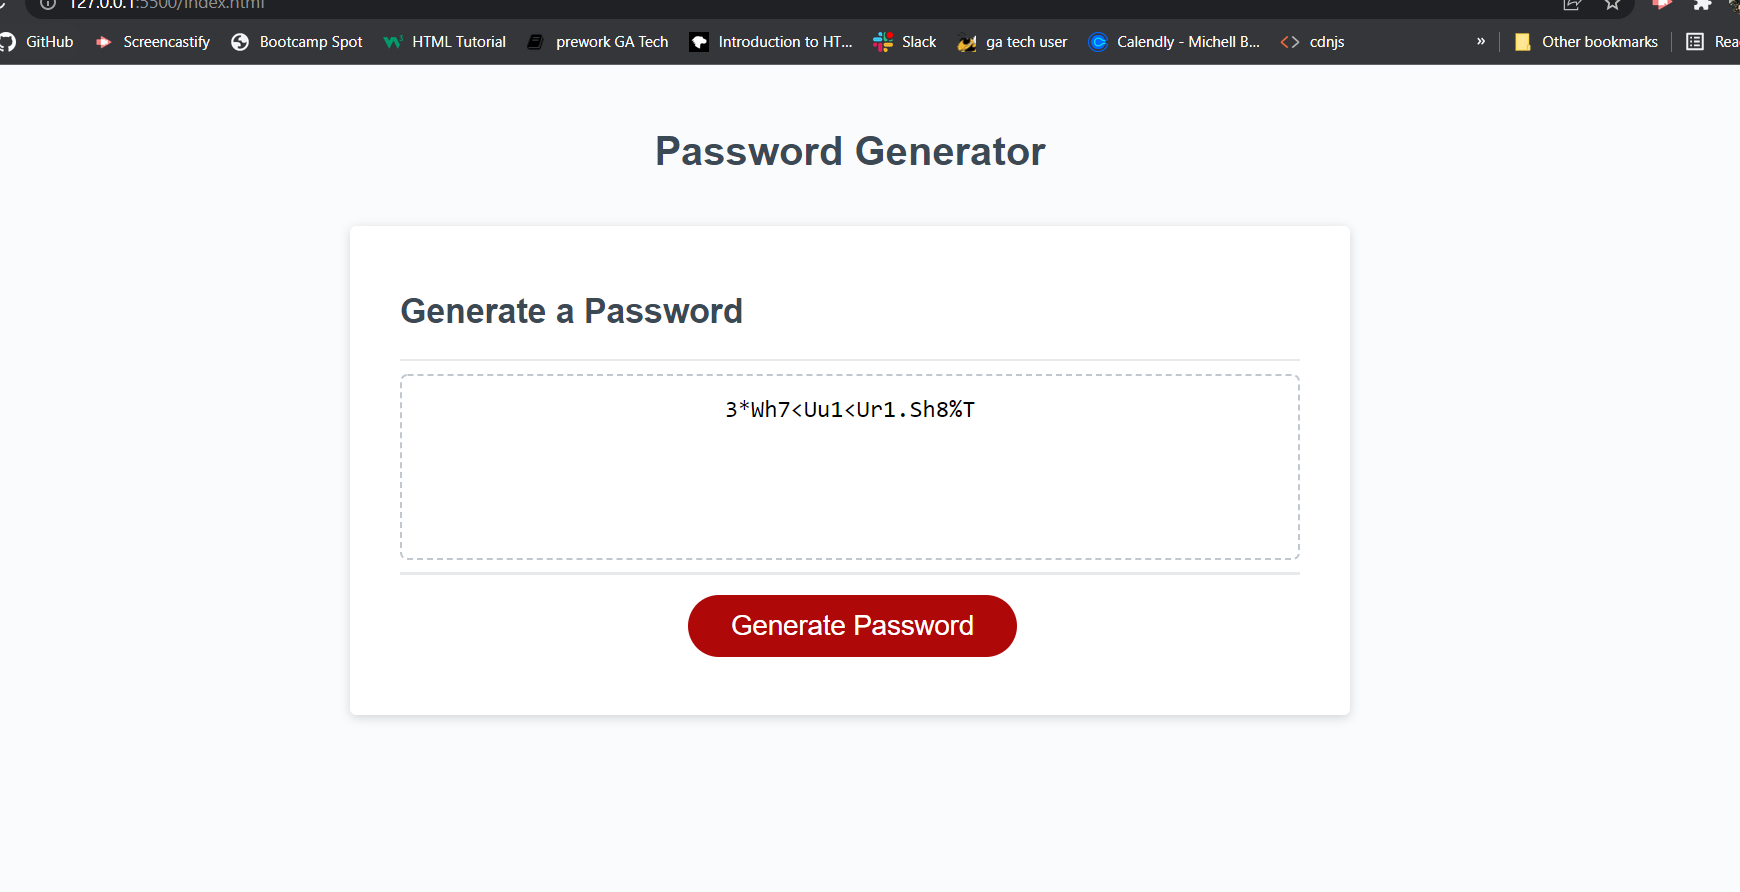 127.0.0.1:5500/index.html
GitHub Screencastify Bootcamp Spot HTML Tutorial prework GA Tech Introduction to HT... Slack ga tech user Calendly - Michell B... cdnjs » Other bookmarks
Password Generator
Generate a Password
3*Wh7<Uu1<Ur1.Sh8%T
Generate Password